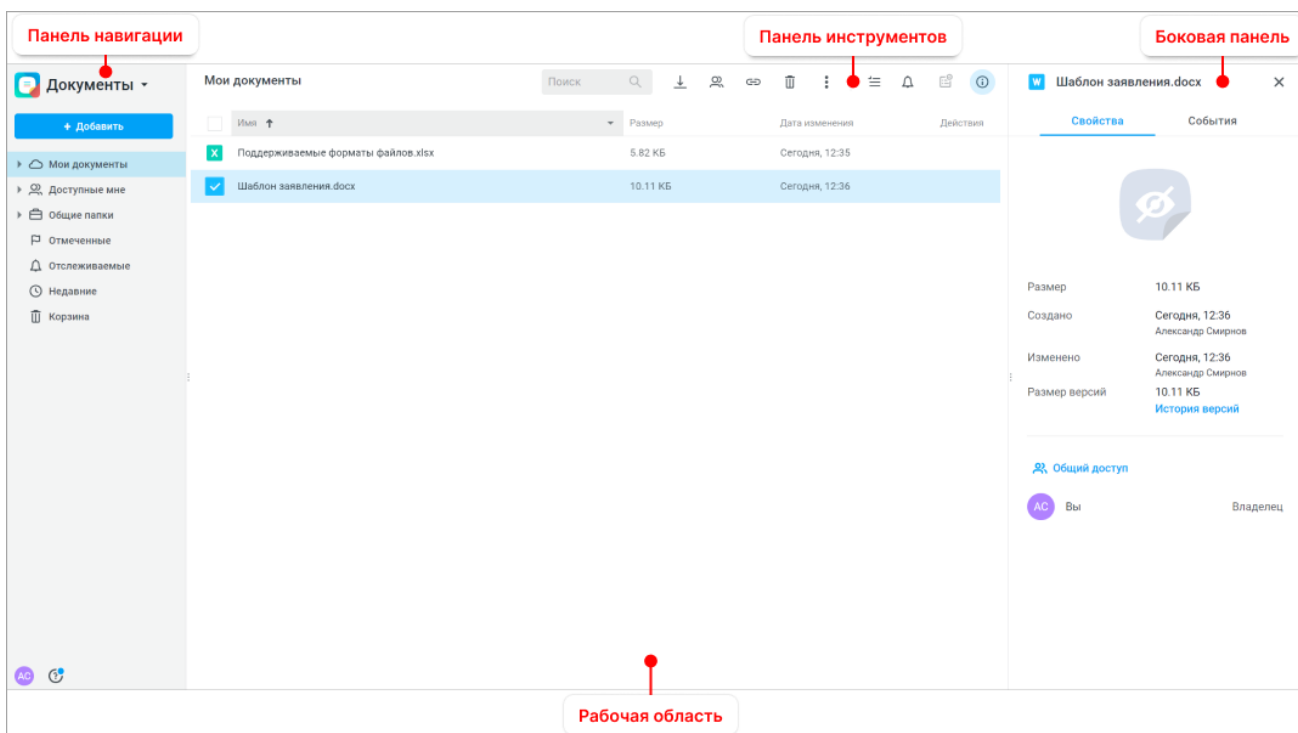 Панель навигации
Панель инструментов
Боковая панель
Документы
+ Добавить
Мои документы
Доступные мне
Общие папки
Отмеченные
Отслеживаемые
Недавние
Корзина
АС
Мои документы
Поиск
Имя Размер Дата изменения Действия
X Поддерживаемые форматы файлов.xlsx 5.82 КБ Сегодня, 12:35
Шаблон заявления.docx 10.11 КБ Сегодня, 12:36
W Шаблон заявления.docx
Свойства События
Размер 10.11 КБ
Создано Сегодня, 12:36
Александр Смирнов
Изменено Сегодня, 12:36
Александр Смирнов
Размер версий 10.11 КБ
История версий
Общий доступ
АС Вы Владелец
Рабочая область